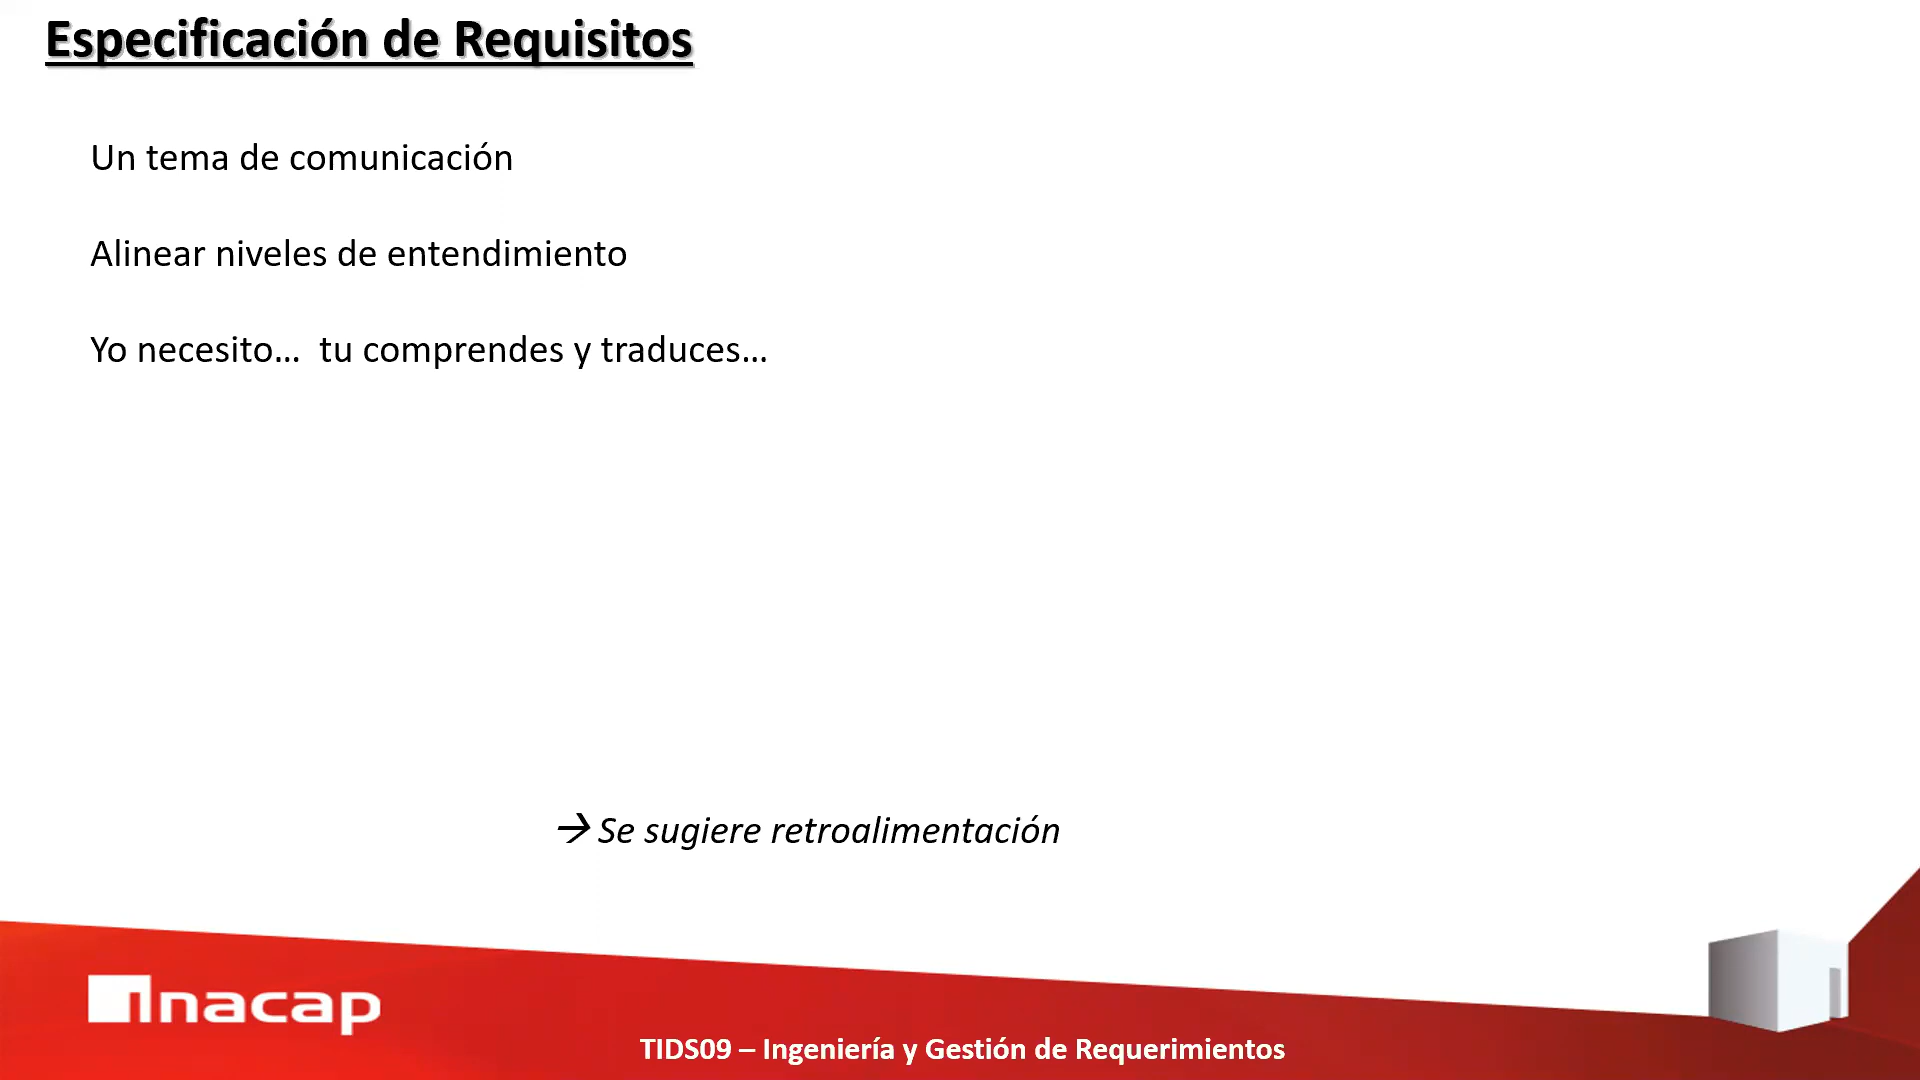 Especificación de Requisitos
Un tema de comunicación
Alinear niveles de entendimiento
Yo necesito…  tu comprendes y traduces…
→ Se sugiere retroalimentación
Inacap
TIDS09 – Ingeniería y Gestión de Requerimientos